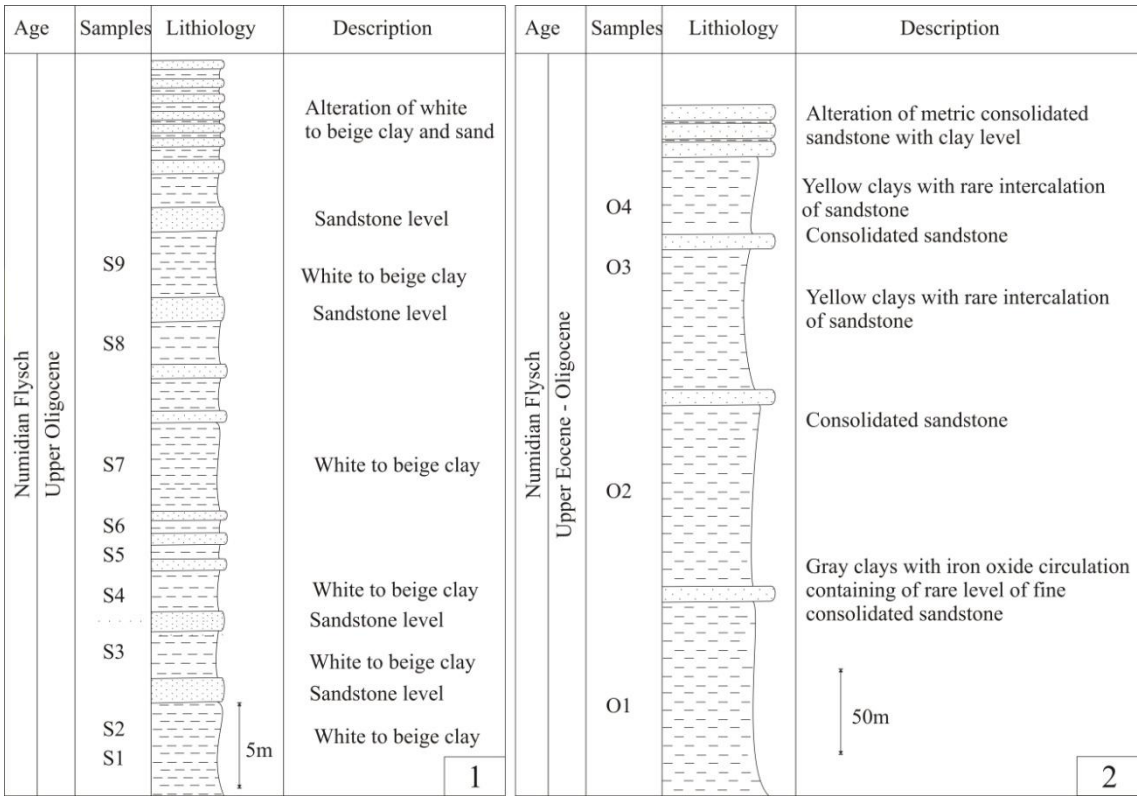 Age Samples Lithology Description
Numidian Flysch
Upper Oligocene
Alteration of white
to beige clay and sand
Sandstone level
S9
White to beige clay
Sandstone level
S8
S7
White to beige clay
S6
S5
S4
White to beige clay
Sandstone level
S3
White to beige clay
Sandstone level
S2
White to beige clay
S1
5m
1
Age Samples Lithology Description
Numidian Flysch
Upper Eocene - Oligocene
Alteration of metric consolidated
sandstone with clay level
Yellow clays with rare intercalation
of sandstone
O4
Consolidated sandstone
O3
Yellow clays with rare intercalation
of sandstone
Consolidated sandstone
O2
Gray clays with iron oxide circulation
containing of rare level of fine
consolidated sandstone
O1
50m
2